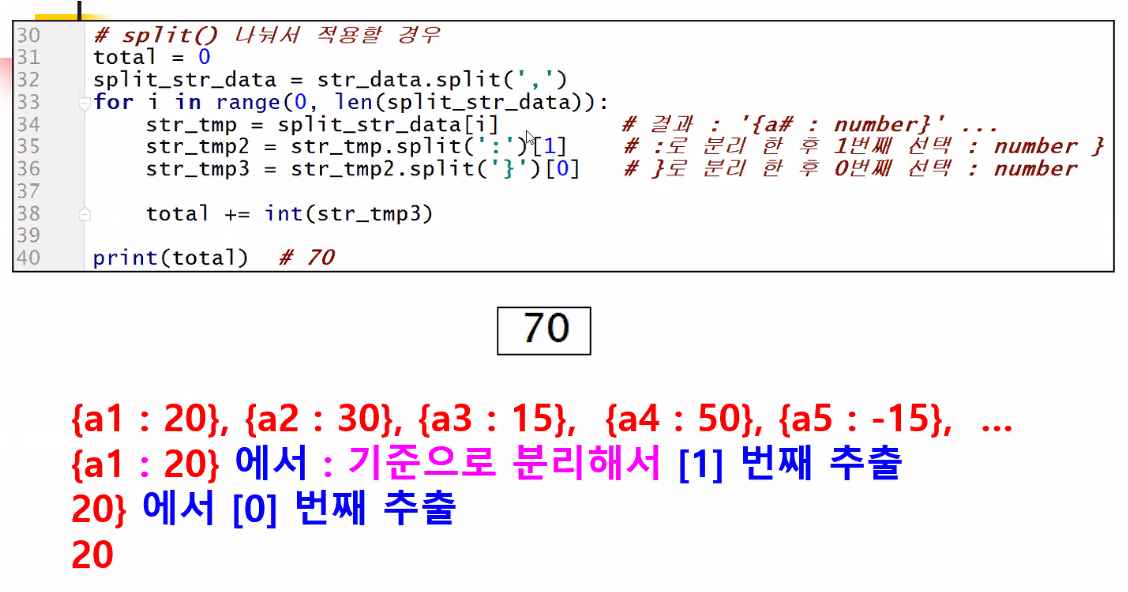 30 # split() 나눠서 적용할 경우
31 total = 0
32 split_str_data = str_data.split(',')
33 for i in range(0, len(split_str_data)):
34 str_tmp = split_str_data[i] # 결과 : '{a# : number}' ...
35 str_tmp2 = str_tmp.split(':')[1] # :로 분리 한 후 1번째 선택 : number }
36 str_tmp3 = str_tmp2.split('}')[0] # }로 분리 한 후 0번째 선택 : number
37
38 total += int(str_tmp3)
39
40 print(total) # 70
70
{a1 : 20}, {a2 : 30}, {a3 : 15}, {a4 : 50}, {a5 : -15}, ...
{a1 : 20} 에서 : 기준으로 분리해서 [1] 번째 추출
20} 에서 [0] 번째 추출
20